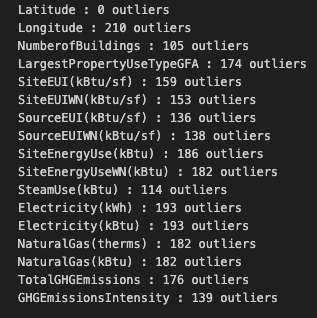 Latitude : 0 outliers
Longitude : 210 outliers
NumberofBuildings : 105 outliers
LargestPropertyUseTypeGFA : 174 outliers
SiteEUI(kBtu/sf) : 159 outliers
SiteEUIWN(kBtu/sf) : 153 outliers
SourceEUI(kBtu/sf) : 136 outliers
SourceEUIWN(kBtu/sf) : 138 outliers
SiteEnergyUse(kBtu) : 186 outliers
SiteEnergyUseWN(kBtu) : 182 outliers
SteamUse(kBtu) : 114 outliers
Electricity(kWh) : 193 outliers
Electricity(kBtu) : 193 outliers
NaturalGas(therms) : 182 outliers
NaturalGas(kBtu) : 182 outliers
TotalGHGEmissions : 176 outliers
GHGEmissionsIntensity : 139 outliers